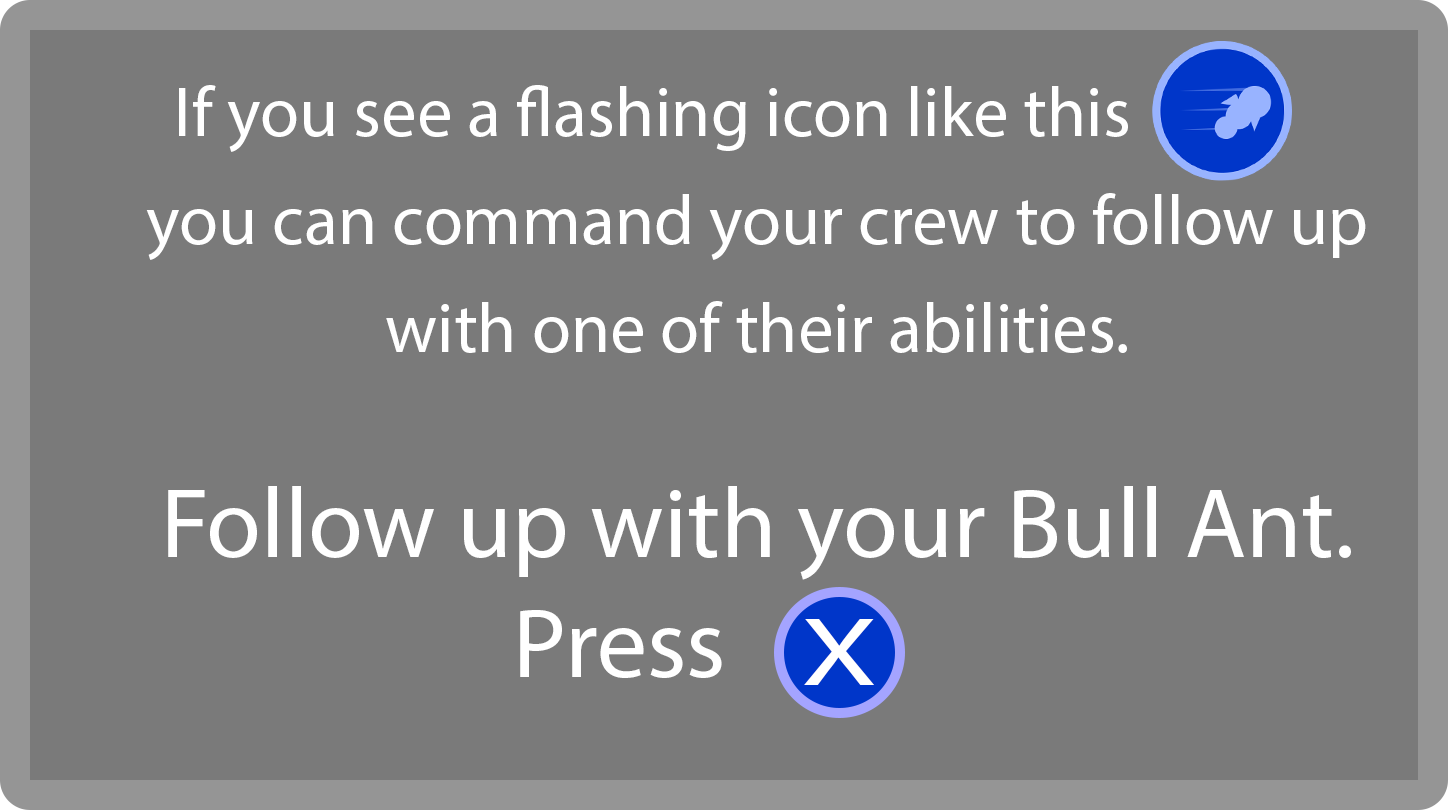 If you see a flashing icon like this
you can command your crew to follow up
with one of their abilities.
Follow up with your Bull Ant.
Press X